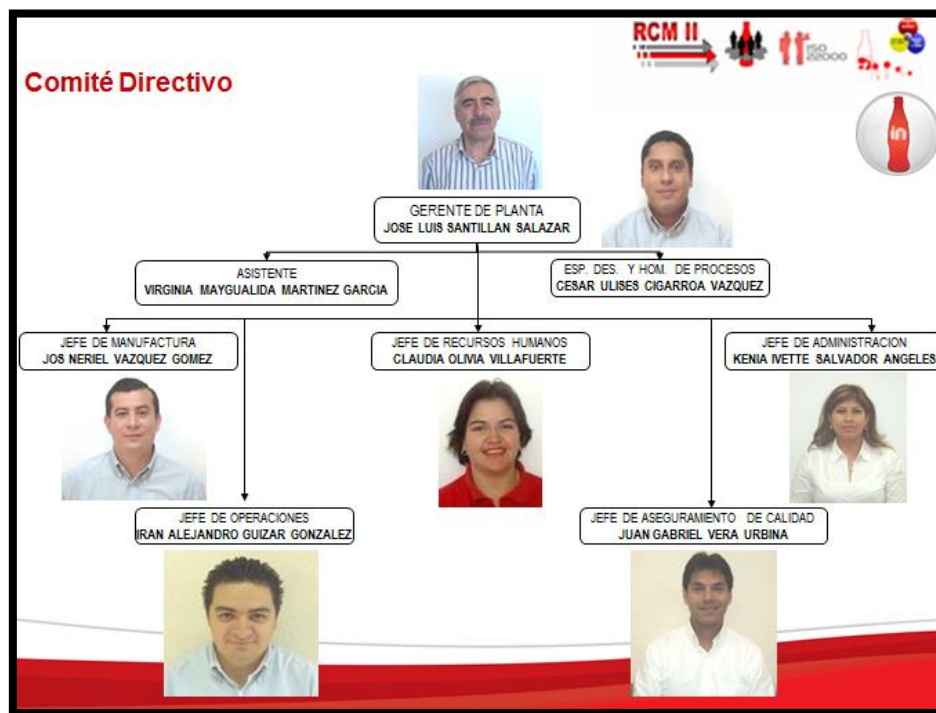 RCM II
ISO
22000
Comité Directivo
in
GERENTE DE PLANTA
JOSE LUIS SANTILLAN SALAZAR
ASISTENTE
VIRGINIA MAYGUALIDA MARTINEZ GARCIA
ESP. DES. Y HOM. DE PROCESOS
CESAR ULISES CIGARROA VAZQUEZ
JEFE DE MANUFACTURA
JOS NERIEL VAZQUEZ GOMEZ
JEFE DE RECURSOS HUMANOS
CLAUDIA OLIVIA VILLAFUERTE
JEFE DE ADMINISTRACION
KENIA IVETTE SALVADOR ANGELES
JEFE DE OPERACIONES
IRAN ALEJANDRO GUIZAR GONZALEZ
JEFE DE ASEGURAMIENTO DE CALIDAD
JUAN GABRIEL VERA URBINA